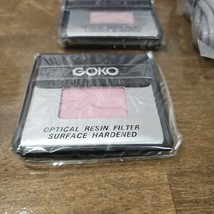 GOKO
OPTICAL RESIN FILTER
SURFACE HARDENED